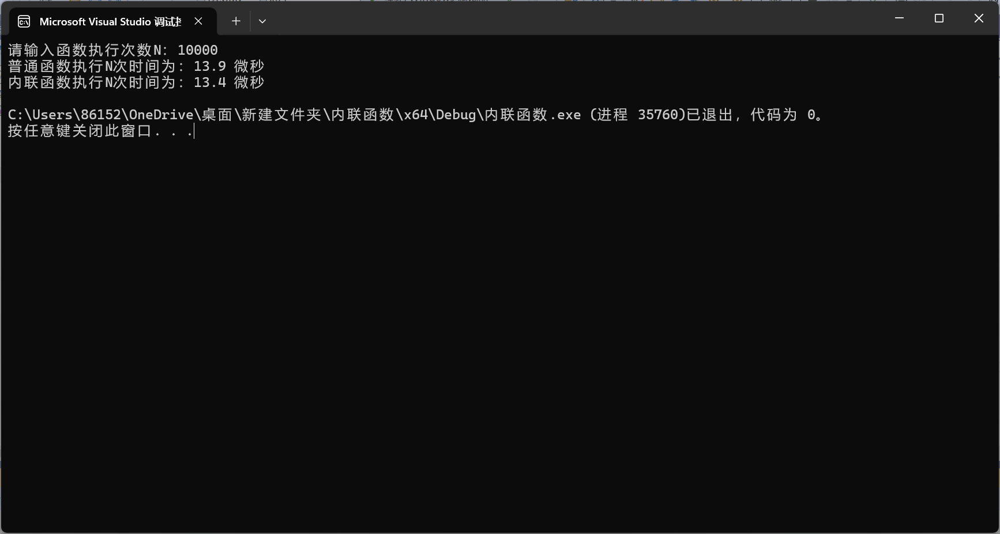 Microsoft Visual Studio 调试
请输入函数执行次数N: 10000
普通函数执行N次时间为: 13.9 微秒
内联函数执行N次时间为: 13.4 微秒
C:\Users\86152\OneDrive\桌面\新建文件夹\内联函数\x64\Debug\内联函数.exe (进程 35760)已退出，代码为 0。
按任意键关闭此窗口. . .